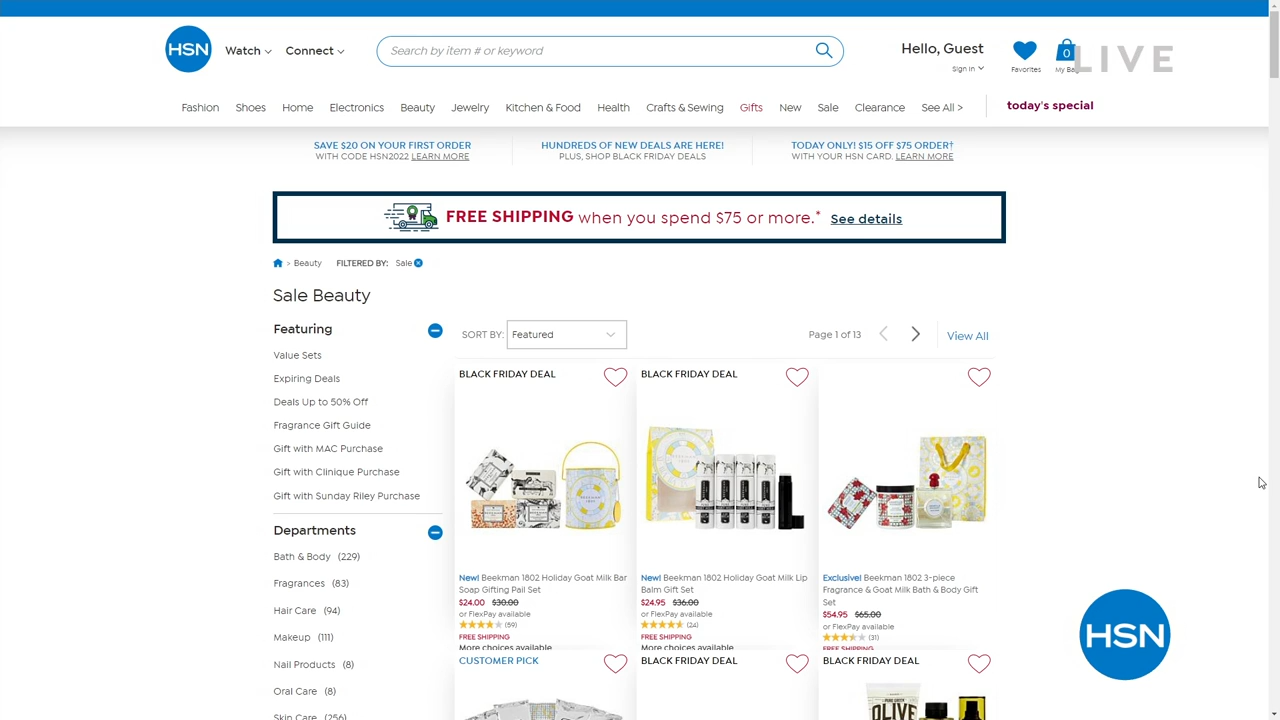 HSN
Watch
Connect
Search by item # or keyword
Hello, Guest
Sign In
Favorites
0
My Ba
LIVE
Fashion
Shoes
Home
Electronics
Beauty
Jewelry
Kitchen & Food
Health
Crafts & Sewing
Gifts
New
Sale
Clearance
See All >
today's special
SAVE $20 ON YOUR FIRST ORDER
WITH CODE HSN2022 LEARN MORE
HUNDREDS OF NEW DEALS ARE HERE!
PLUS, SHOP BLACK FRIDAY DEALS
TODAY ONLY! $15 OFF $75 ORDER†
WITH YOUR HSN CARD. LEARN MORE
FREE SHIPPING when you spend $75 or more.* See details
> Beauty
FILTERED BY: Sale
Sale Beauty
Featuring
Value Sets
Expiring Deals
Deals Up to 50% Off
Fragrance Gift Guide
Gift with MAC Purchase
Gift with Clinique Purchase
Gift with Sunday Riley Purchase
Departments
Bath & Body (229)
Fragrances (83)
Hair Care (94)
Makeup (111)
Nail Products (8)
Oral Care (8)
Skin Care (256)
SORT BY: Featured
Page 1 of 13
View All
BLACK FRIDAY DEAL
New! Beekman 1802 Holiday Goat Milk Bar
Soap Gifting Pail Set
$24.00 $30.00
or FlexPay available
(59)
FREE SHIPPING
More choices available
BLACK FRIDAY DEAL
New! Beekman 1802 Holiday Goat Milk Lip
Balm Gift Set
$24.95 $36.00
or FlexPay available
(24)
FREE SHIPPING
More choices available
Exclusive! Beekman 1802 3-piece
Fragrance & Goat Milk Bath & Body Gift
Set
$54.95 $65.00
or FlexPay available
(31)
FREE SHIPPING
CUSTOMER PICK
BLACK FRIDAY DEAL
BLACK FRIDAY DEAL
OLIVE
HSN